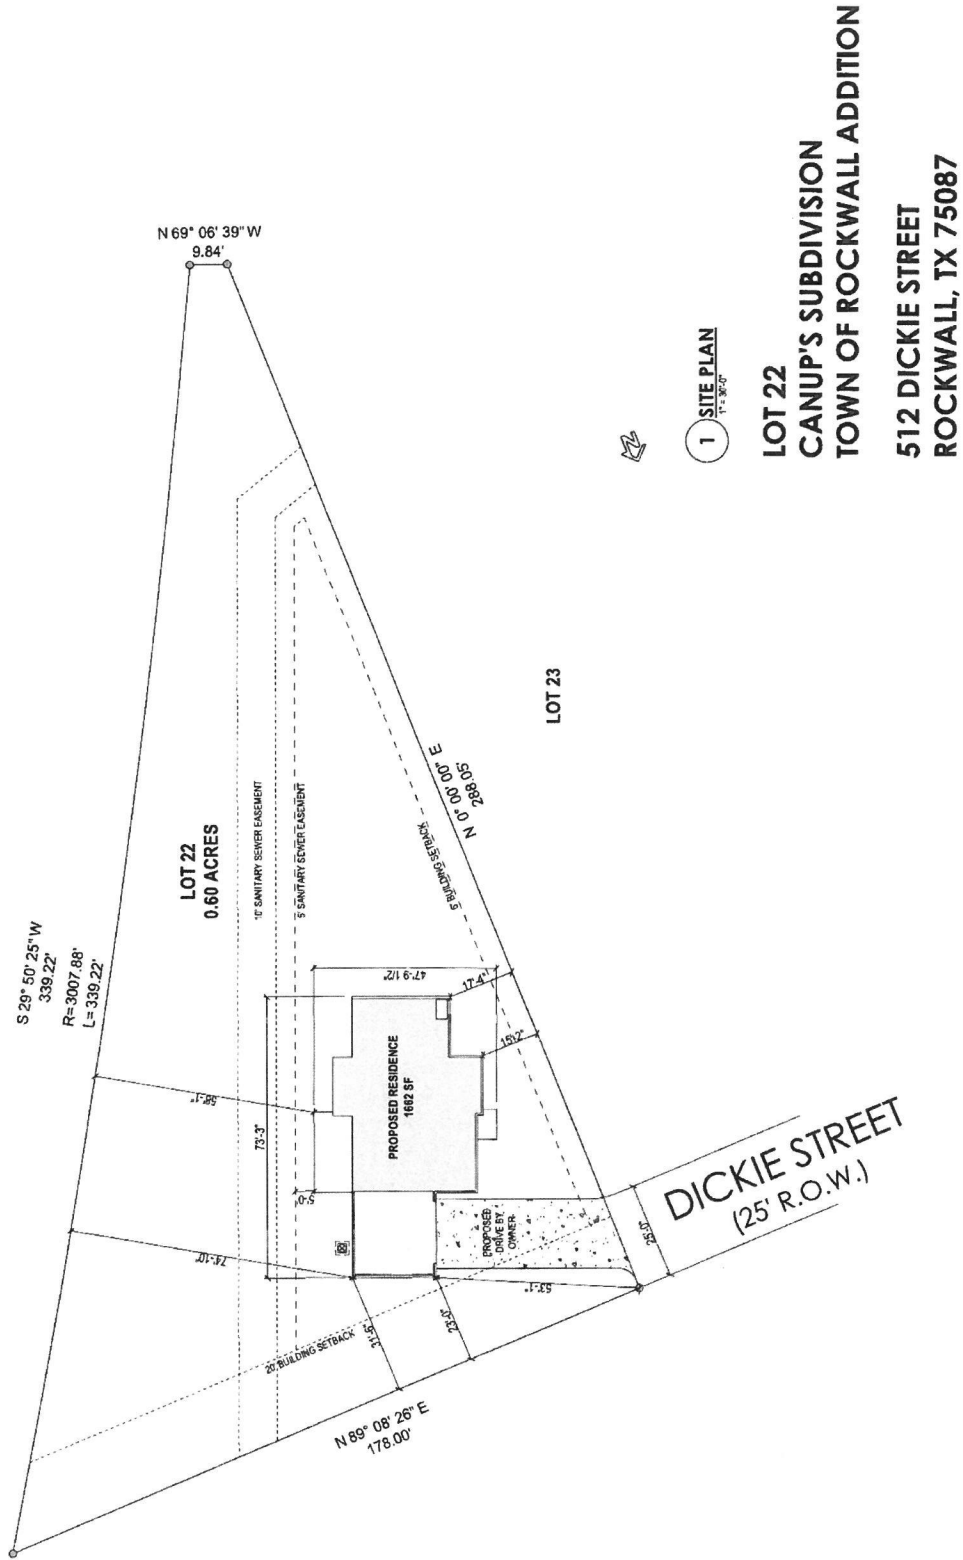 N 69° 06' 39" W
9.84'
S 29° 50' 25" W
339.22'
R=3007.88'
L=339.22'
LOT 22
0.60 ACRES
10' SANITARY SEWER EASEMENT
5' SANITARY SEWER EASEMENT
6' BUILDING SETBACK
N 0° 00' 00" E
288.05'
LOT 23
58'-1"
73'-3"
47'-9 1/2"
17'-4"
15'-2"
PROPOSED RESIDENCE
1662 SF
5'-0"
74'-10"
PROPOSED
DRIVE BY
OWNER
53'-1"
25'-0"
31'-6"
23'-0"
20' BUILDING SETBACK
N 89° 08' 26" E
178.00'
DICKIE STREET
(25' R.O.W.)
1 SITE PLAN
1" = 30'-0"
LOT 22
CANUP'S SUBDIVISION
TOWN OF ROCKWALL ADDITION
512 DICKIE STREET
ROCKWALL, TX 75087